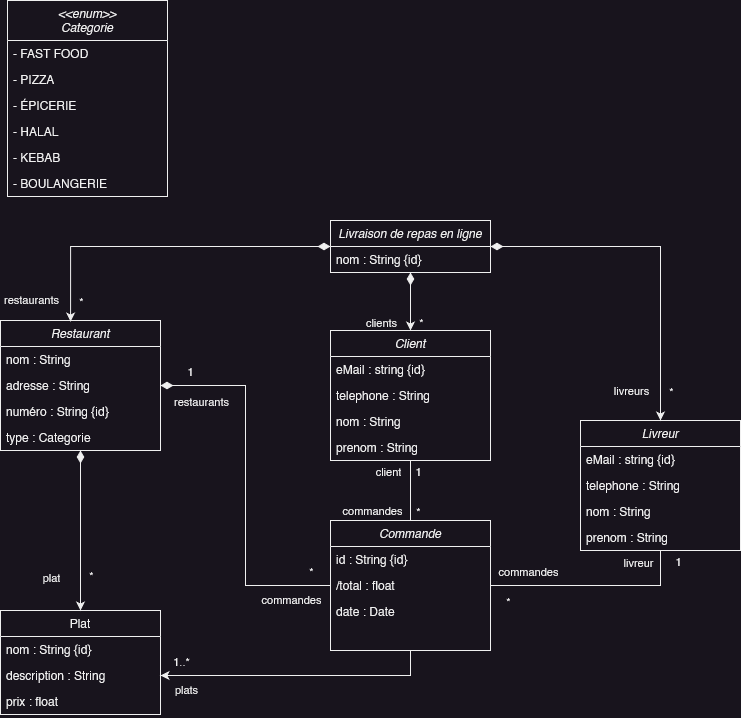 <<enum>>
Categorie
- FAST FOOD
- PIZZA
- ÉPICERIE
- HALAL
- KEBAB
- BOULANGERIE
Livraison de repas en ligne
nom : String {id}
restaurants *
clients *
livreurs *
Restaurant
nom : String
adresse : String
numéro : String {id}
type : Categorie
1
restaurants
Client
eMail : string {id}
telephone : String
nom : String
prenom : String
client 1
commandes *
Livreur
eMail : string {id}
telephone : String
nom : String
prenom : String
livreur 1
commandes
*
Commande
id : String {id}
/total : float
date : Date
*
commandes
plat *
Plat
nom : String {id}
description : String
prix : float
1..*
plats